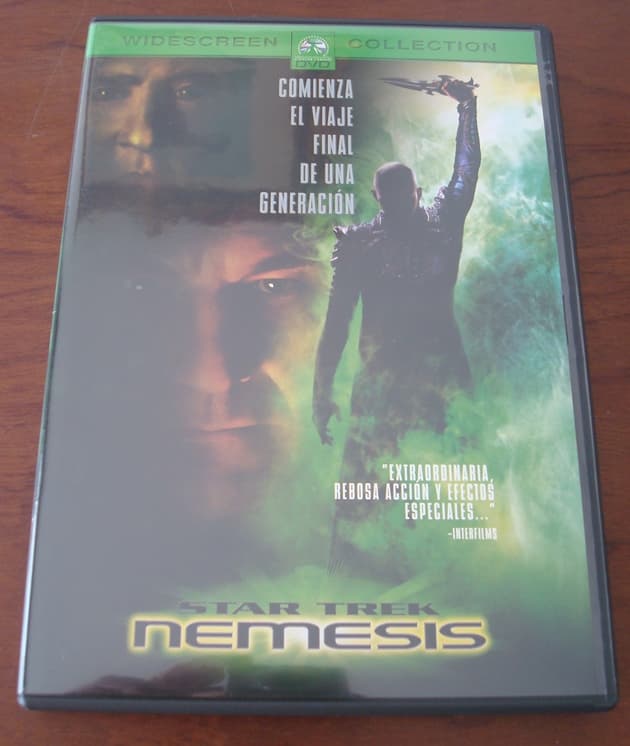 WIDESCREEN DVD COLLECTION
COMIENZA
EL VIAJE
FINAL
DE UNA
GENERACIÓN
"EXTRAORDINARIA,
REBOSA ACCIÓN Y EFECTOS
ESPECIALES..."
-INTERFILMS
STAR TREK
NEMESIS